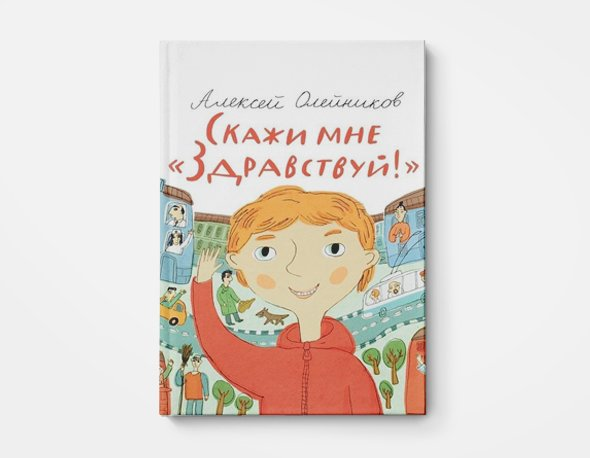 Алексей Олейников
Скажи мне
«Здравствуй!»